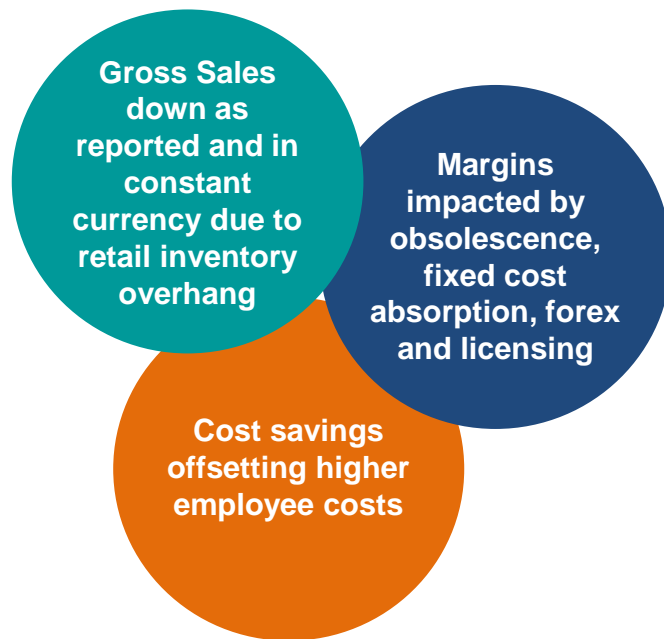 Gross Sales
down as
reported and in
constant
currency due to
retail inventory
overhang
Margins
impacted by
obsolescence,
fixed cost
absorption, forex
and licensing
Cost savings
offsetting higher
employee costs